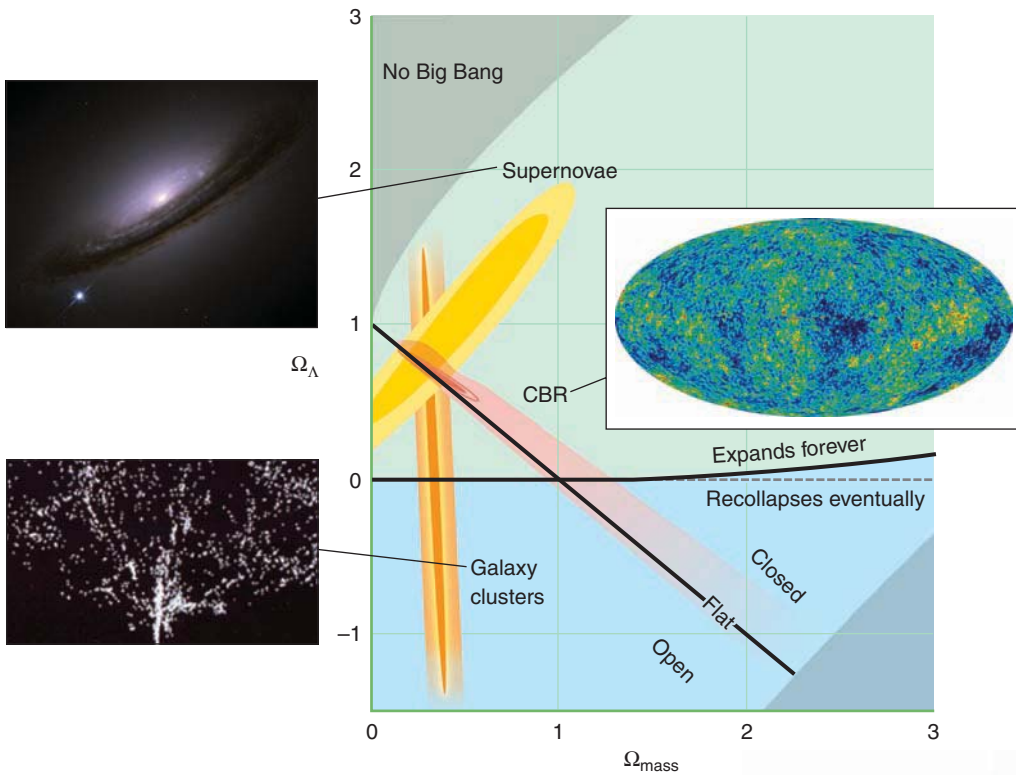 3
No Big Bang
2
Supernovae
1
Ω_Λ
CBR
Expands forever
0
Recollapses eventually
Galaxy
clusters
Closed
Flat
–1
Open
0 1 2 3
Ω_mass